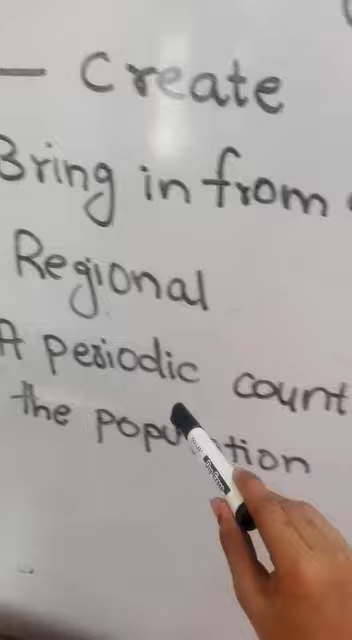 — Create
Bring in from
Regional
A periodic count
the population